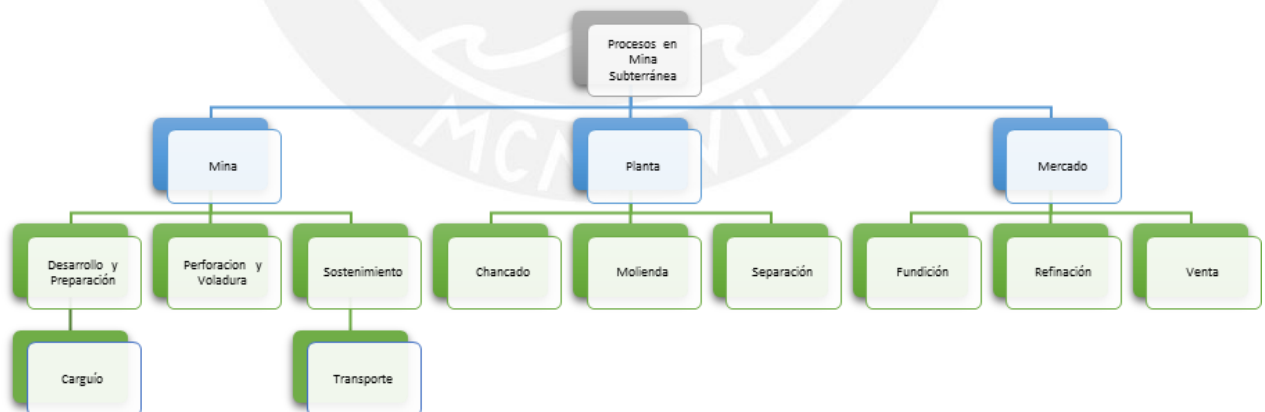 Procesos en
Mina
Subterránea
Mina
Planta
Mercado
Desarrollo y
Preparación
Perforacion y
Voladura
Sostenimiento
Chancado
Molienda
Separación
Fundición
Refinación
Venta
Carguío
Transporte